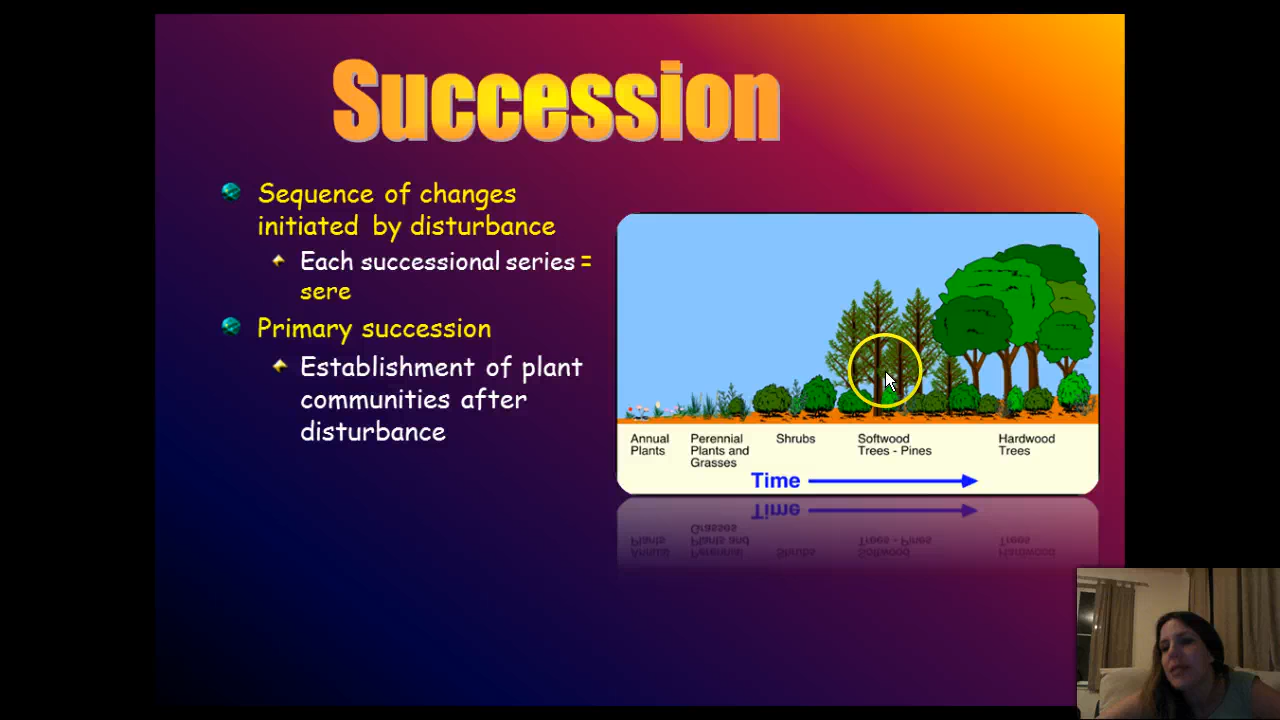 Succession
Sequence of changes
initiated by disturbance
Each successional series =
sere
Primary succession
Establishment of plant
communities after
disturbance
Annual
Plants
Perennial
Plants and
Grasses
Shrubs
Softwood
Trees - Pines
Hardwood
Trees
Time